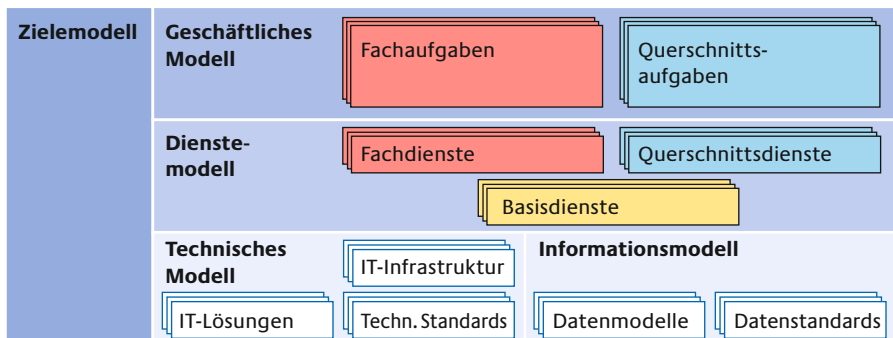 Zielemodell
Geschäftliches
Modell
Fachaufgaben
Querschnitts-
aufgaben
Dienste-
modell
Fachdienste
Querschnittsdienste
Basisdienste
Technisches
Modell
IT-Infrastruktur
IT-Lösungen
Techn. Standards
Informationsmodell
Datenmodelle
Datenstandards